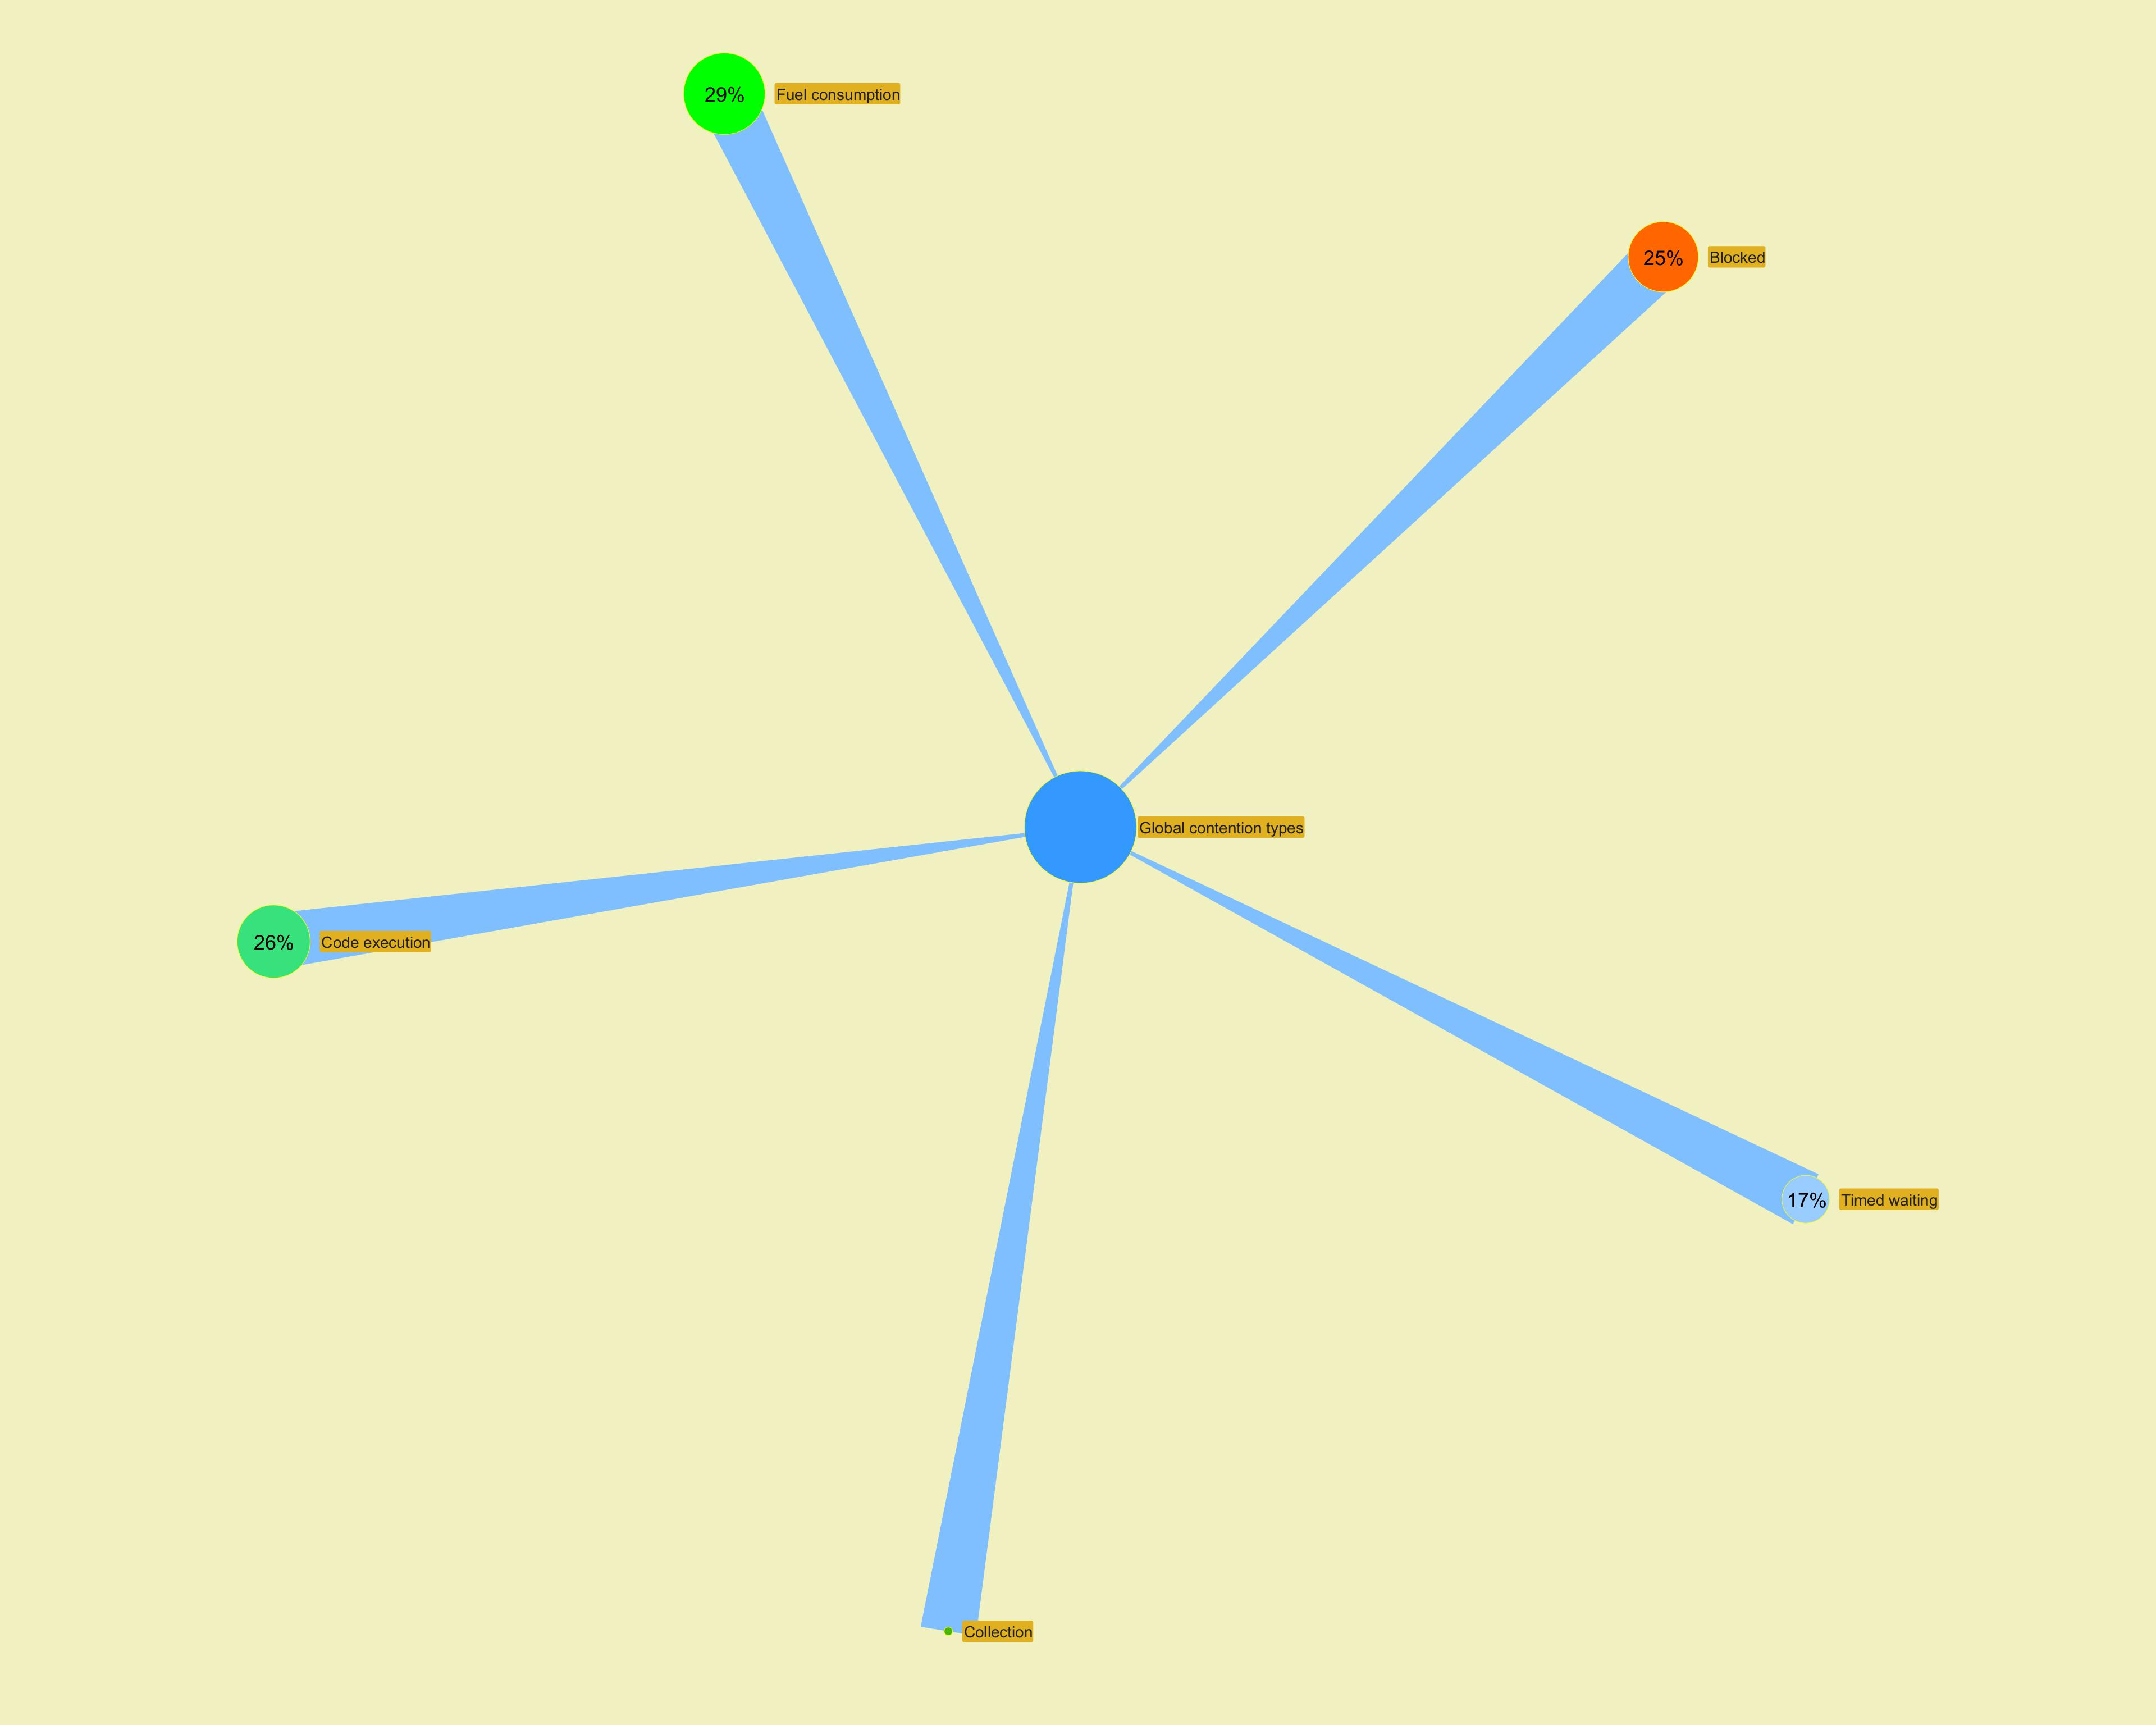 29%
Fuel consumption
25%
Blocked
Global contention types
26%
Code execution
17%
Timed waiting
Collection